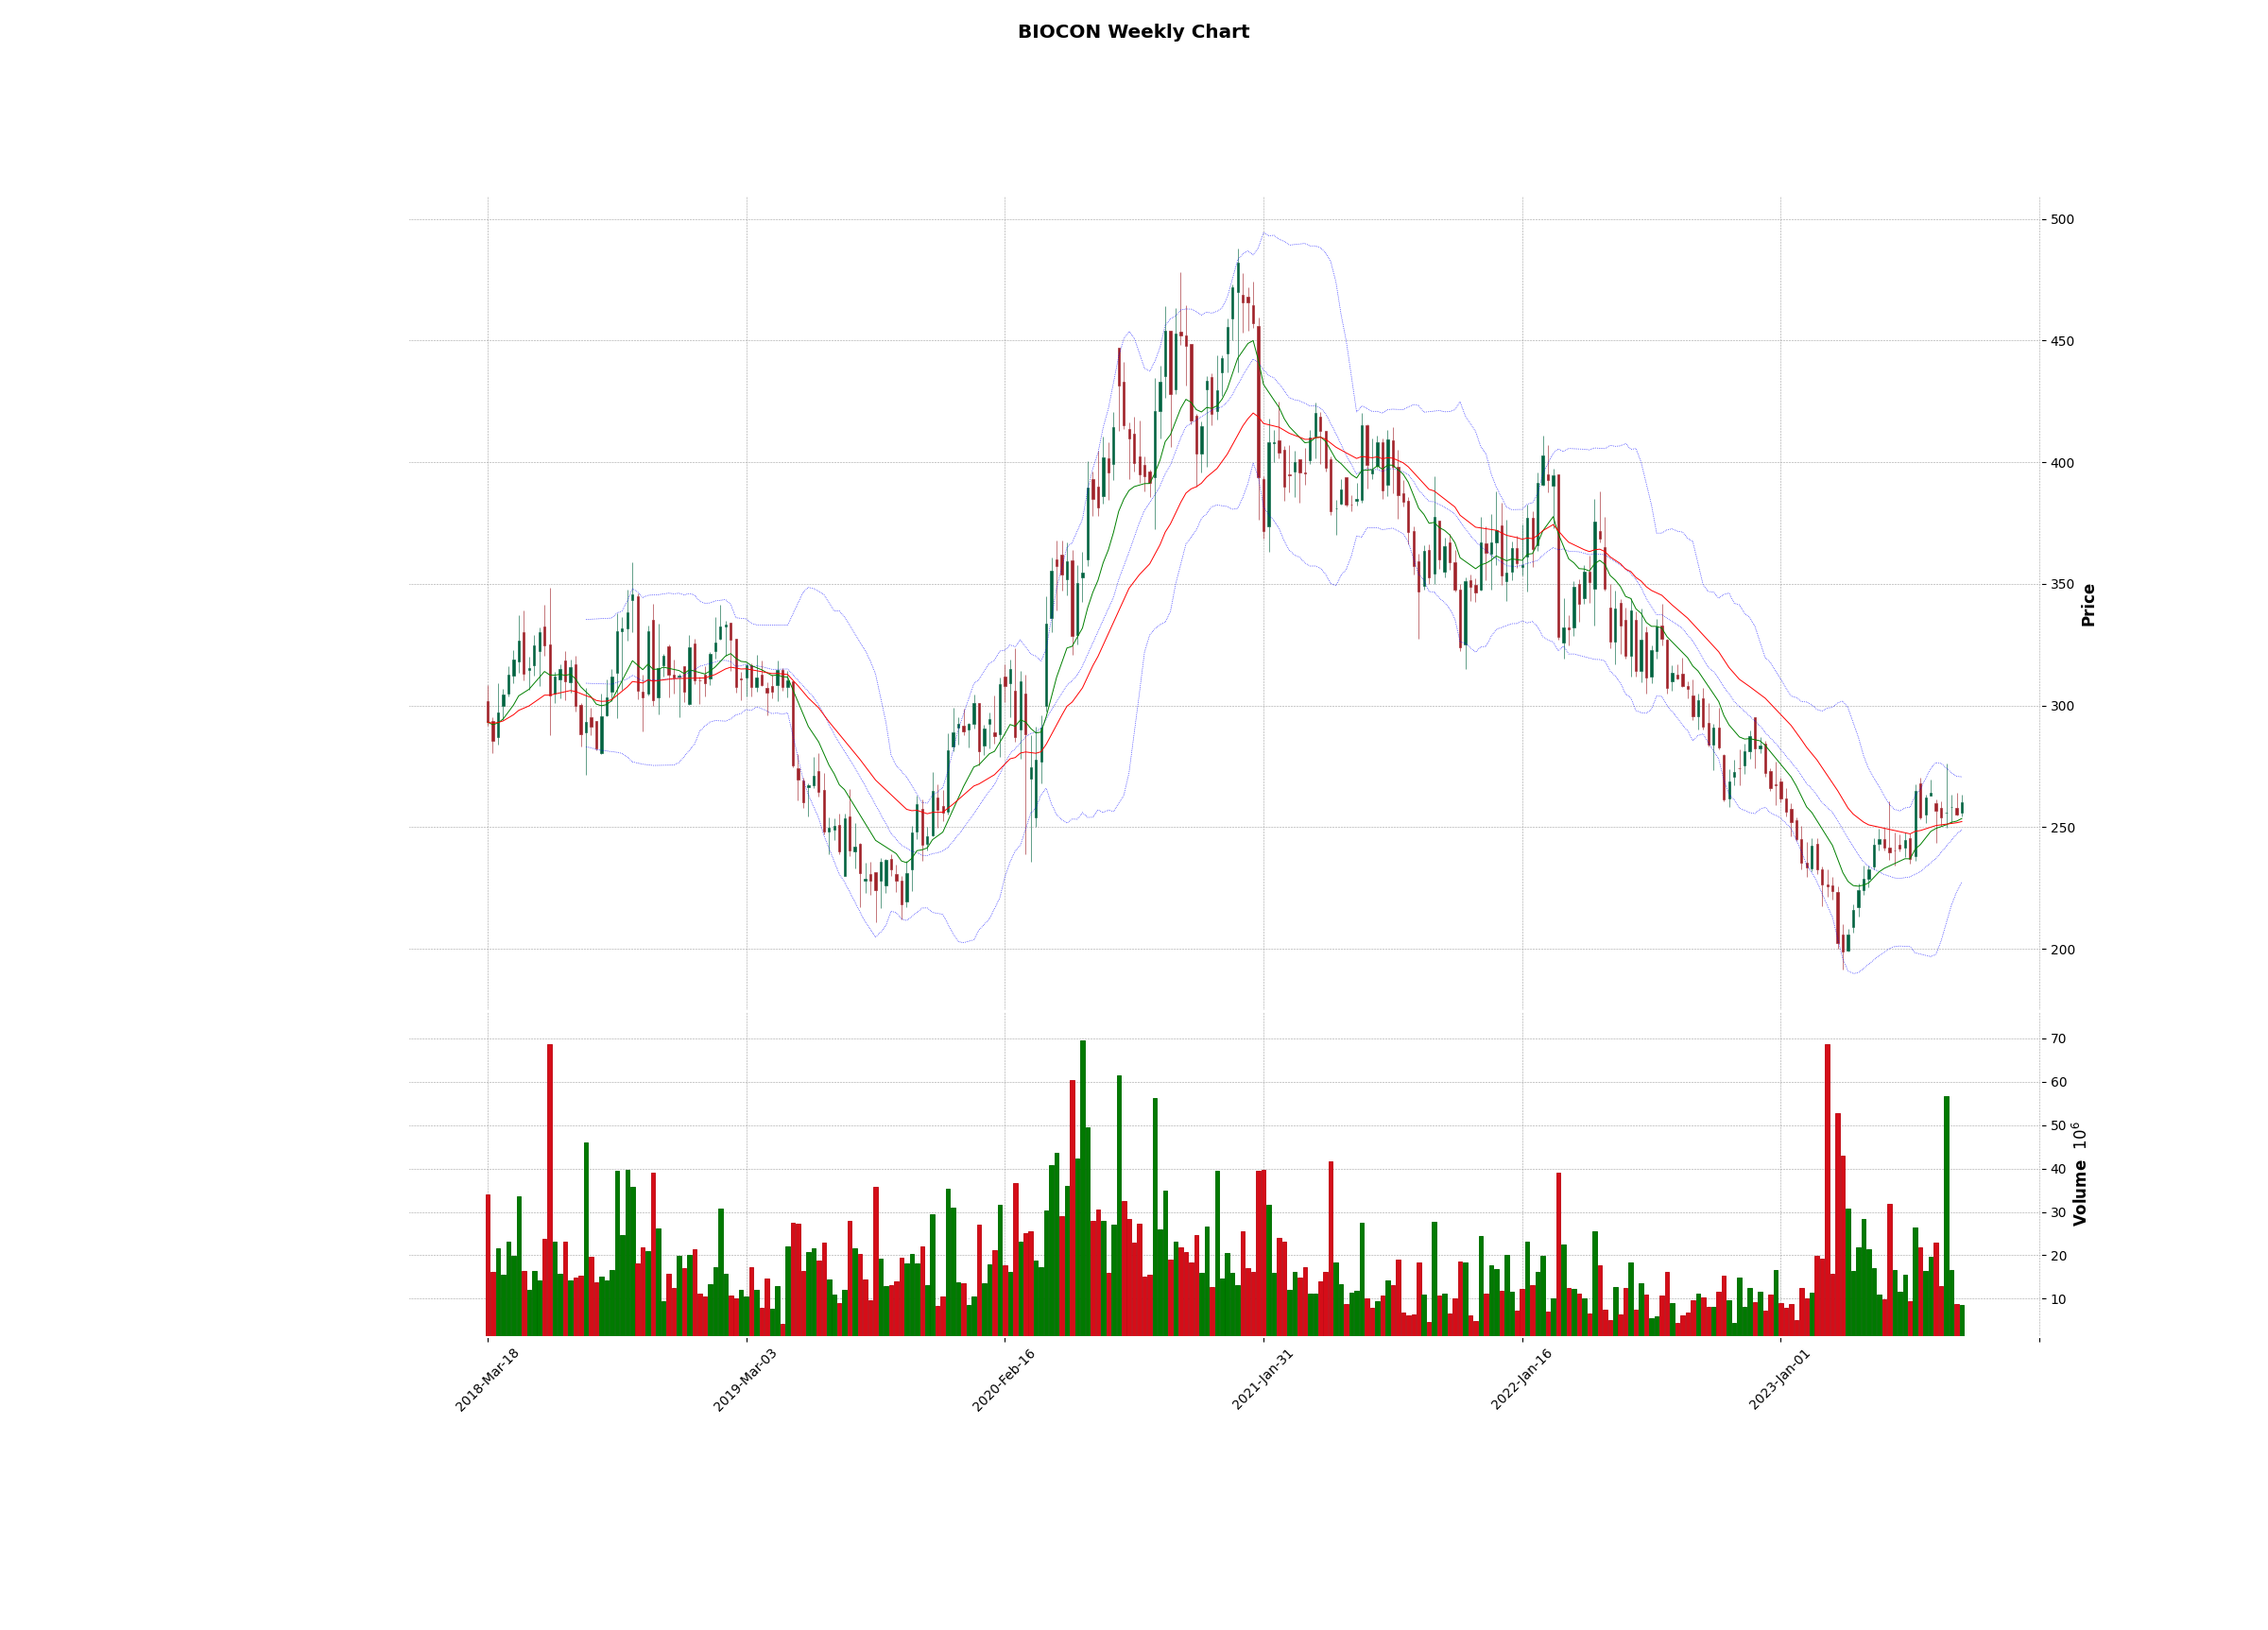 BIOCON Weekly Chart
500
450
400
350
300
250
200
Price
70
60
50
40
30
20
10
Volume 10^6
2018-Mar-18
2019-Mar-03
2020-Feb-16
2021-Jan-31
2022-Jan-16
2023-Jan-01